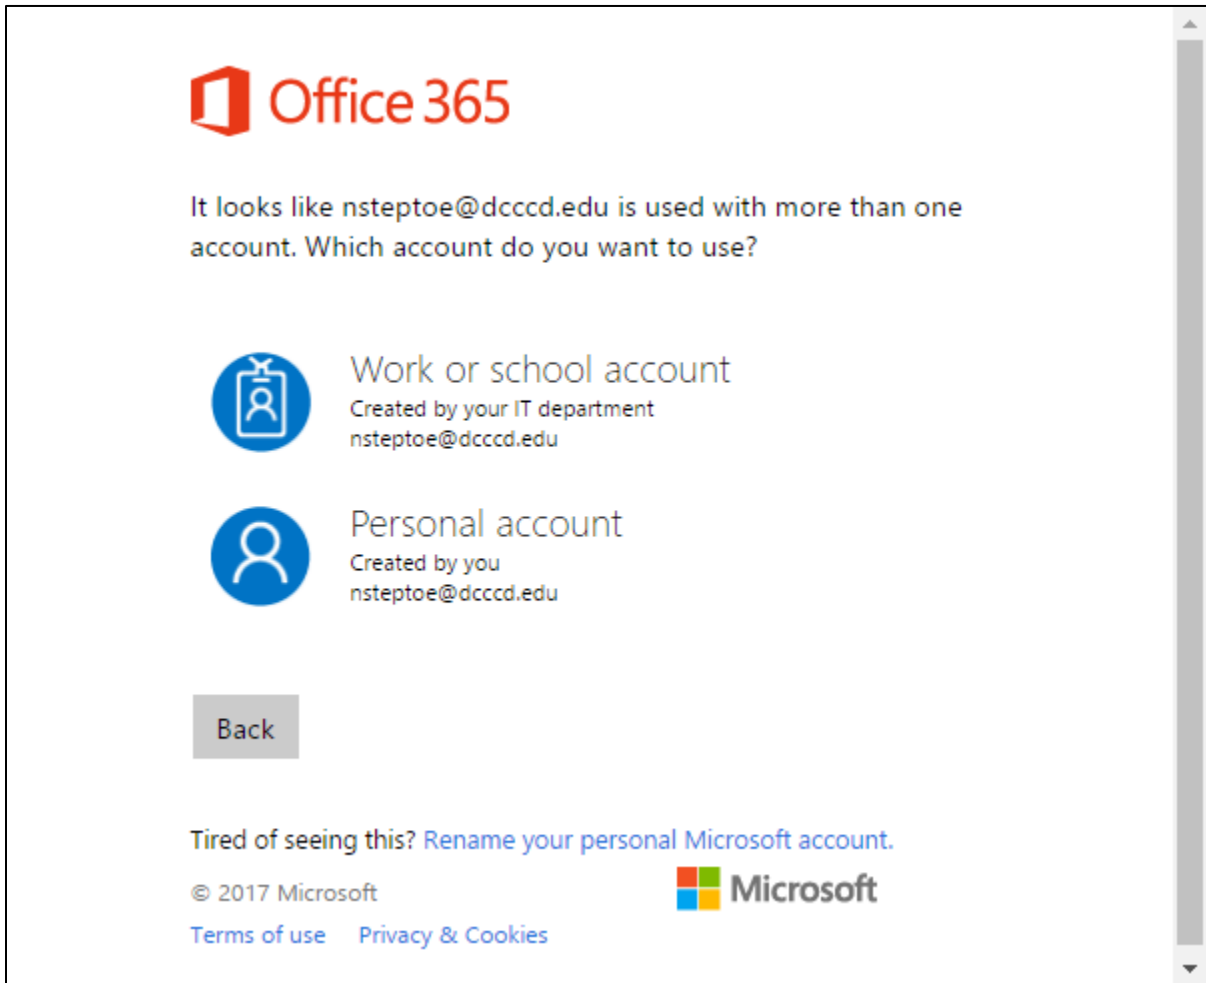 Office 365
It looks like nsteptoe@dcccd.edu is used with more than one
account. Which account do you want to use?
Work or school account
Created by your IT department
nsteptoe@dcccd.edu
Personal account
Created by you
nsteptoe@dcccd.edu
Back
Tired of seeing this? Rename your personal Microsoft account.
© 2017 Microsoft
Microsoft
Terms of use Privacy & Cookies